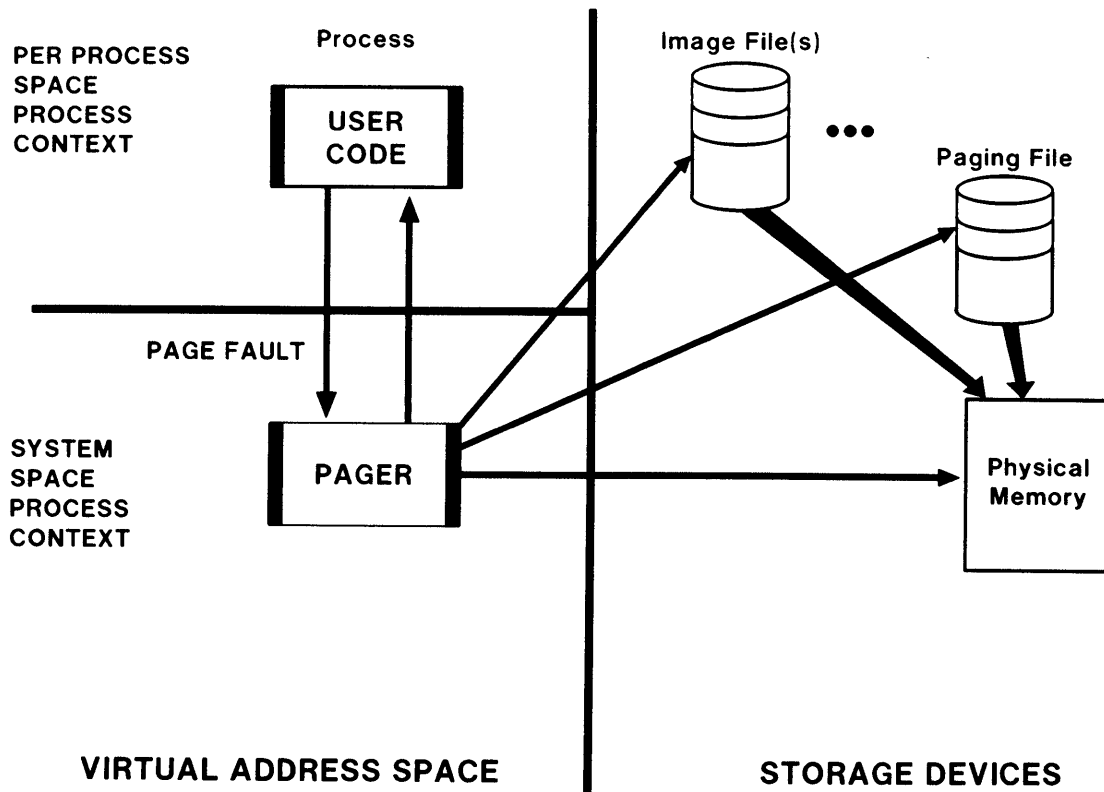 PER PROCESS
SPACE
PROCESS
CONTEXT
Process
USER
CODE
Image File(s)
Paging File
PAGE FAULT
SYSTEM
SPACE
PROCESS
CONTEXT
PAGER
Physical
Memory
VIRTUAL ADDRESS SPACE
STORAGE DEVICES